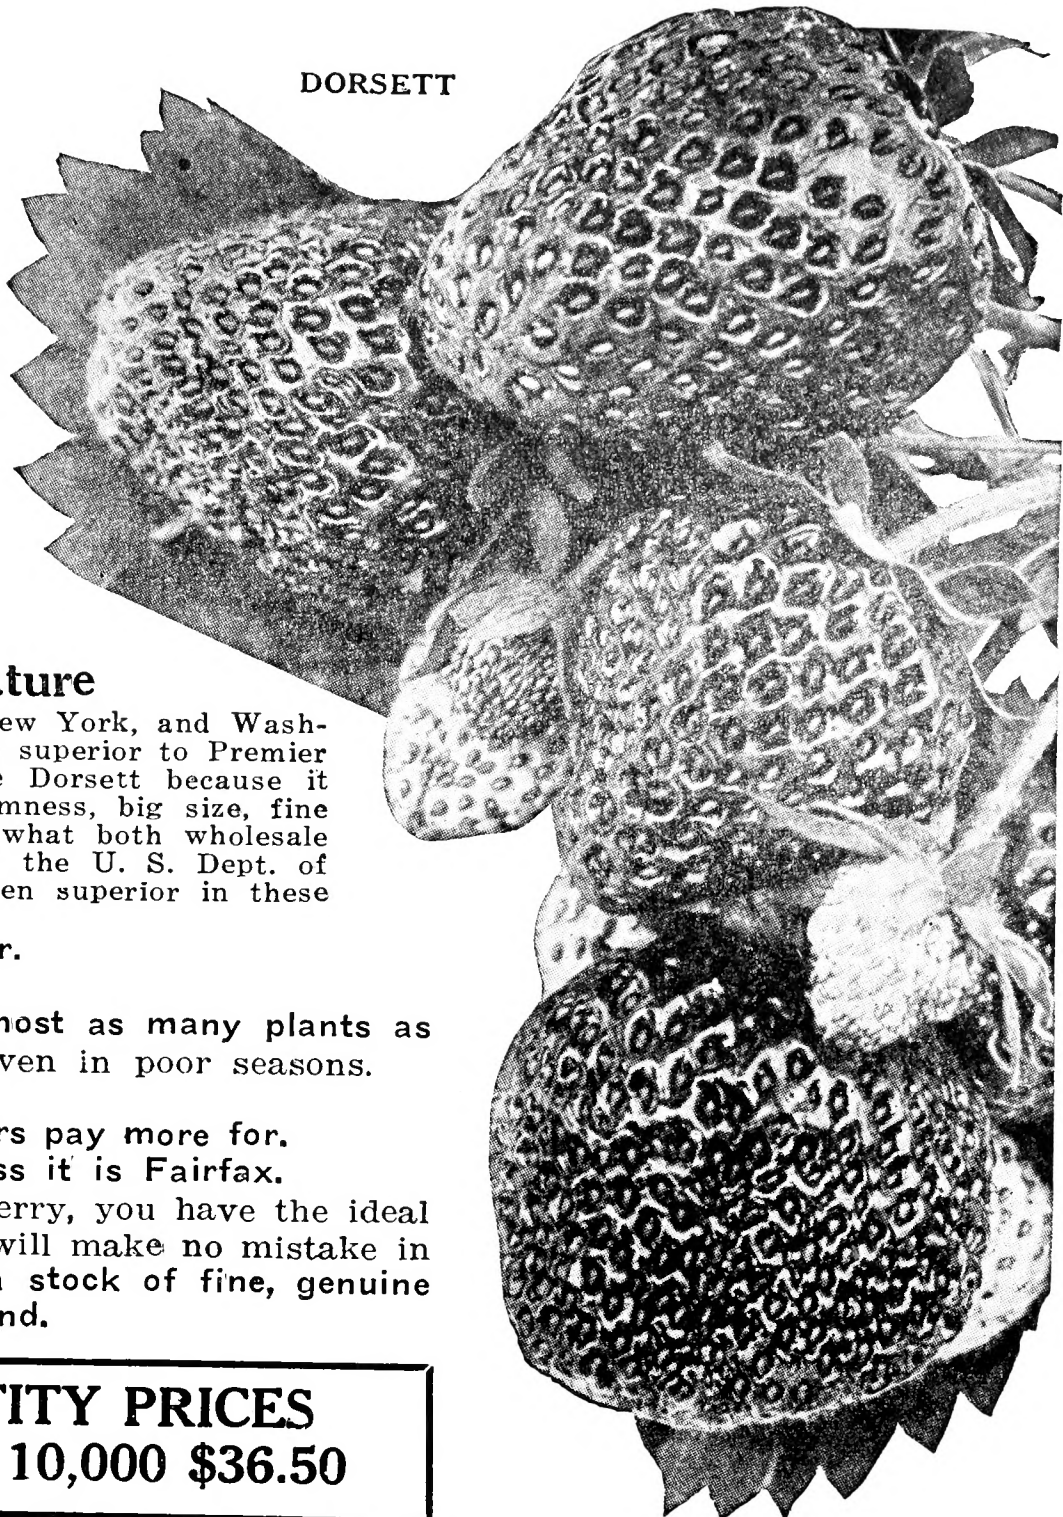 DORSETT
ture
ew York, and Wash-
superior to Premier
e Dorsett because it
mness, big size, fine
what both wholesale
the U. S. Dept. of
en superior in these
r.
nost as many plants as
ven in poor seasons.
rs pay more for.
ss it is Fairfax.
erry, you have the ideal
will make no mistake in
stock of fine, genuine
nd.
TITY PRICES
10,000 $36.50